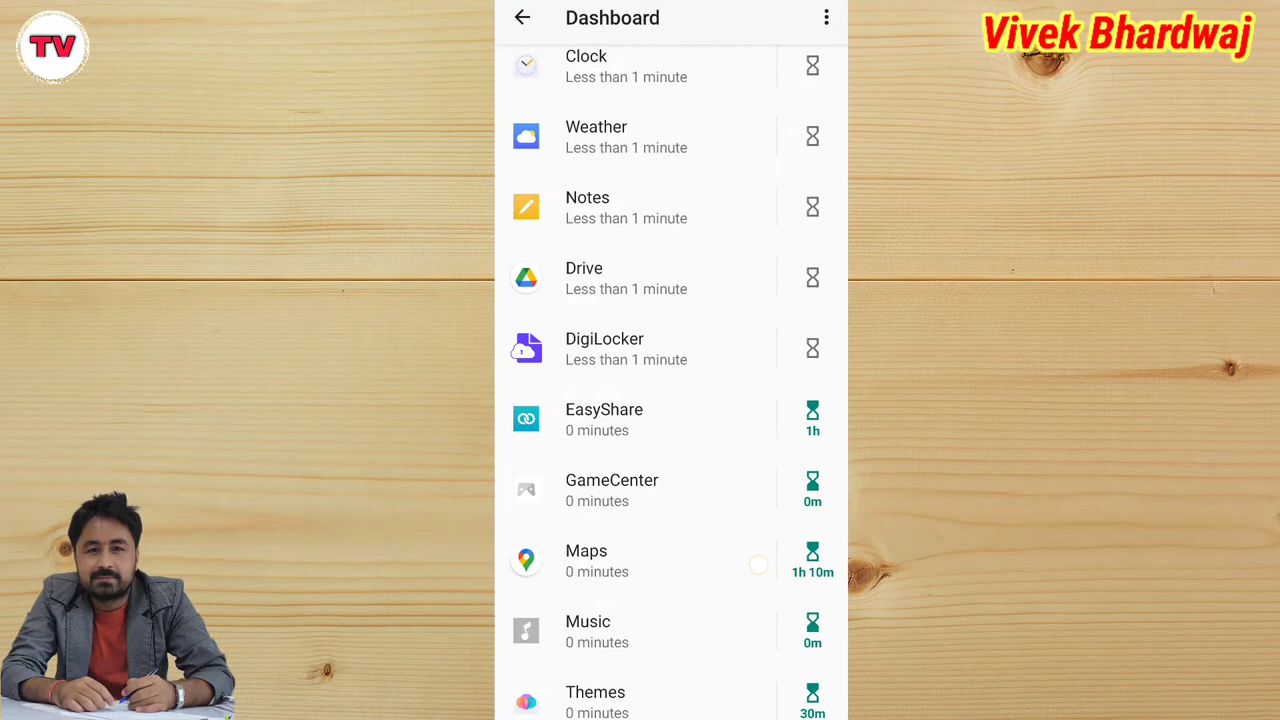 TV
Vivek Bhardwaj
Dashboard
Clock
Less than 1 minute
Weather
Less than 1 minute
Notes
Less than 1 minute
Drive
Less than 1 minute
DigiLocker
Less than 1 minute
EasyShare
0 minutes
1h
GameCenter
0 minutes
0m
Maps
0 minutes
1h 10m
Music
0 minutes
0m
Themes
0 minutes
30m